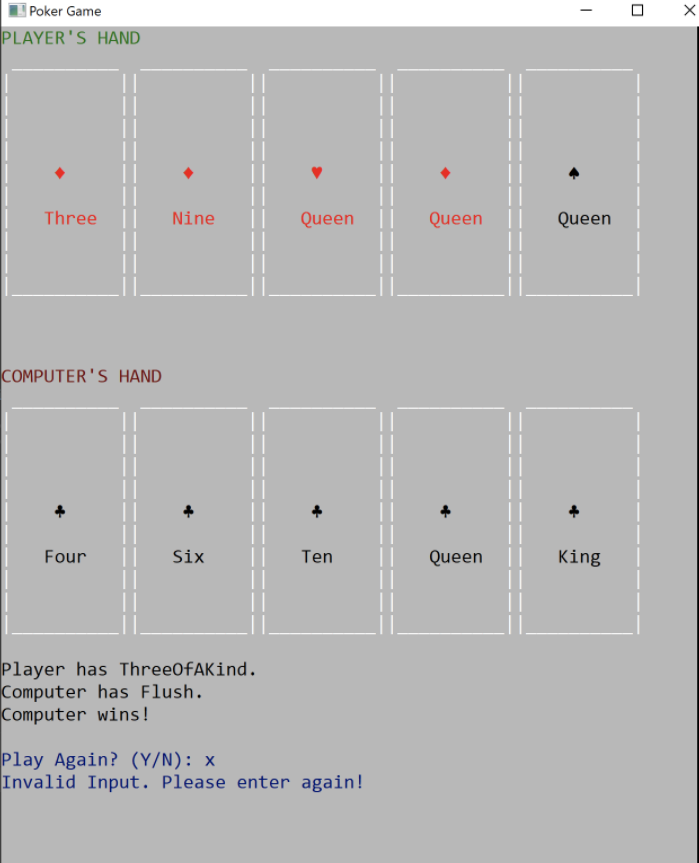 Poker Game
PLAYER'S HAND
♦ ♦ ♥ ♦ ♠
Three Nine Queen Queen Queen
COMPUTER'S HAND
♣ ♣ ♣ ♣ ♣
Four Six Ten Queen King
Player has ThreeOfAKind.
Computer has Flush.
Computer wins!
Play Again? (Y/N): x
Invalid Input. Please enter again!